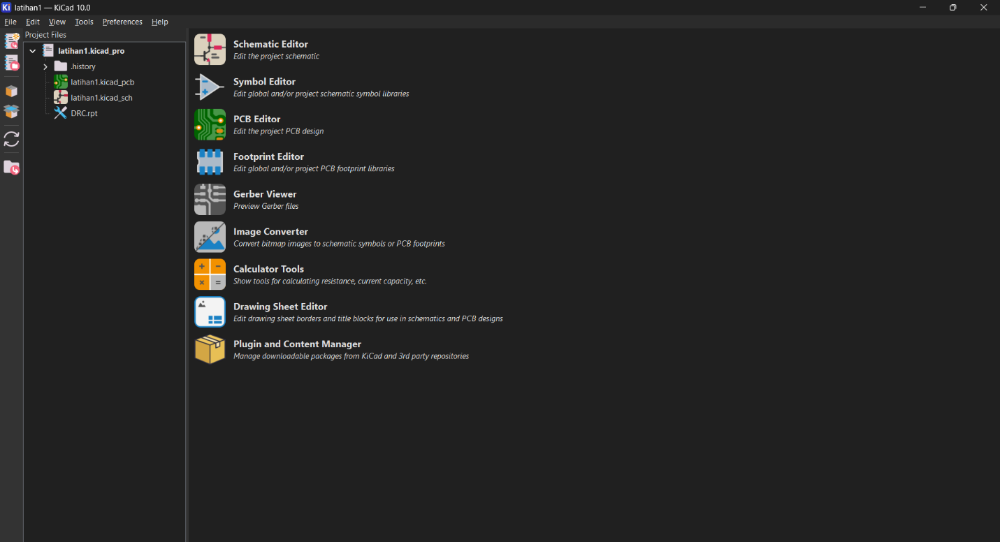 Ki latihan1 — KiCad 10.0
File Edit View Tools Preferences Help
Project Files
latihan1.kicad_pro
.history
latihan1.kicad_pcb
latihan1.kicad_sch
DRC.rpt
Schematic Editor
Edit the project schematic
Symbol Editor
Edit global and/or project schematic symbol libraries
PCB Editor
Edit the project PCB design
Footprint Editor
Edit global and/or project PCB footprint libraries
Gerber Viewer
Preview Gerber files
Image Converter
Convert bitmap images to schematic symbols or PCB footprints
Calculator Tools
Show tools for calculating resistance, current capacity, etc.
Drawing Sheet Editor
Edit drawing sheet borders and title blocks for use in schematics and PCB designs
Plugin and Content Manager
Manage downloadable packages from KiCad and 3rd party repositories